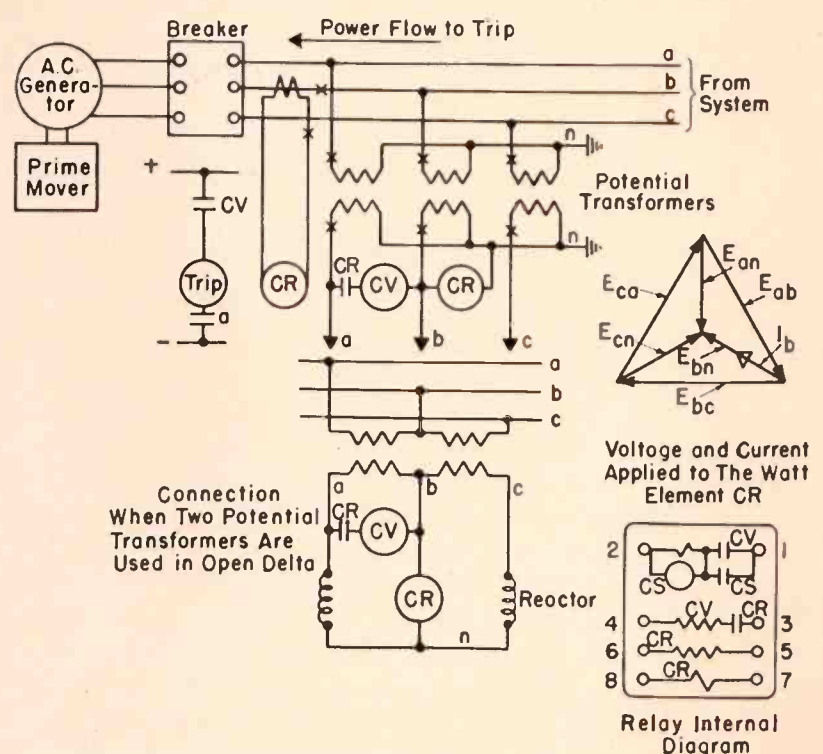 Breaker
Power Flow to Trip
A.C.
Genera-
tor
Prime
Mover
a
b
c
From
System
n
+
CV
Trip
a
-
CR
Potential
Transformers
n
CR
CV
CR
a
b
c
a
b
c
E_an
E_ca
E_ab
E_cn
E_bn
I_b
E_bc
Voltage and Current
Applied to The Watt
Element CR
Connection
When Two Potential
Transformers Are
Used in Open Delta
a
b
c
CR
CV
CR
Reactor
n
2
CV
1
CS
CS
4
CV
CR
3
6
CR
5
8
CR
7
Relay Internal
Diagram